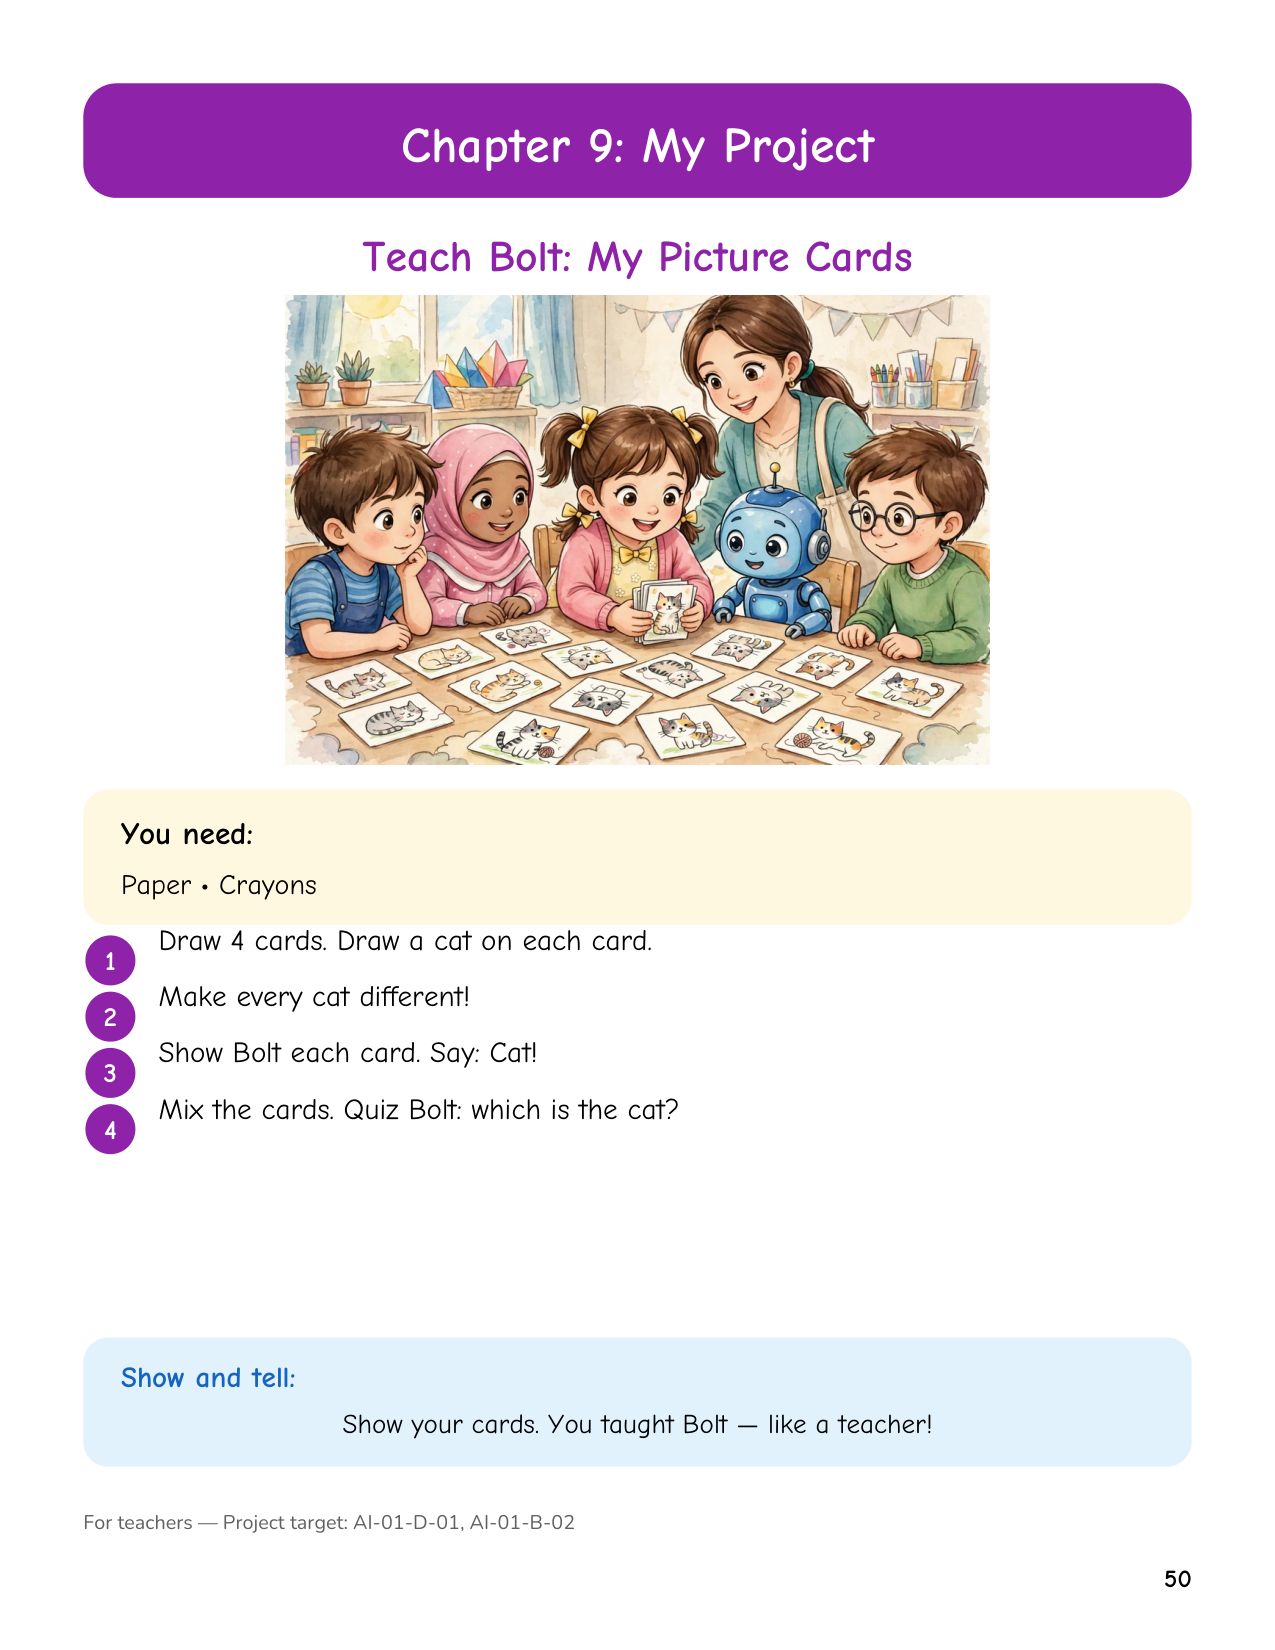 Chapter 9: My Project
Teach Bolt: My Picture Cards
You need:
Paper • Crayons
1 Draw 4 cards. Draw a cat on each card.
2 Make every cat different!
3 Show Bolt each card. Say: Cat!
4 Mix the cards. Quiz Bolt: which is the cat?
Show and tell:
Show your cards. You taught Bolt — like a teacher!
For teachers — Project target: AI-01-D-01, AI-01-B-02
50